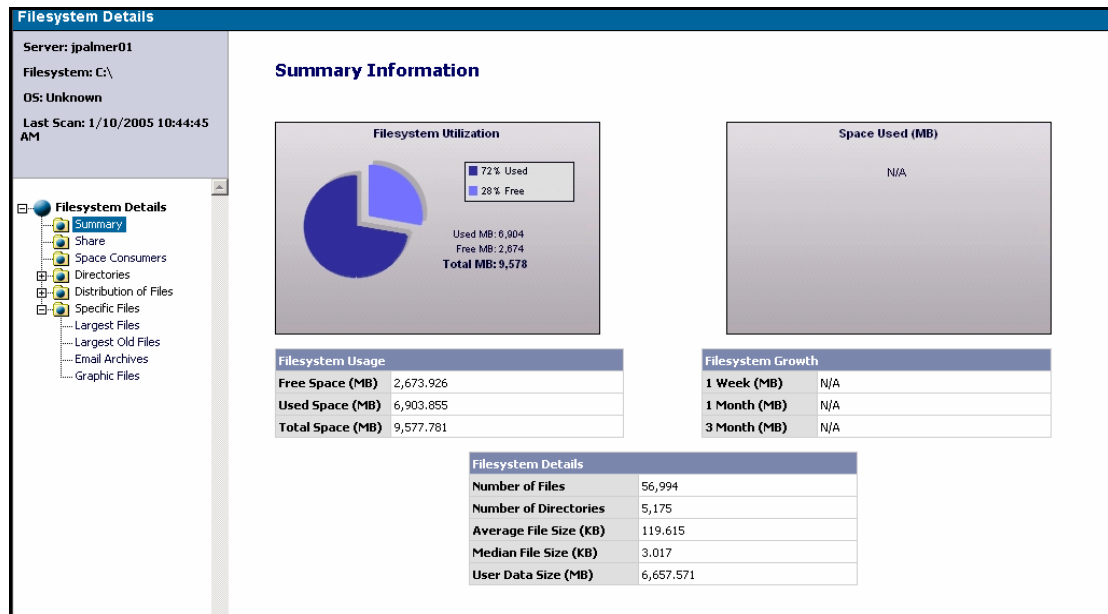 Filesystem Details
Server: jpalmer01
Filesystem: C:\
OS: Unknown
Last Scan: 1/10/2005 10:44:45
AM
Filesystem Details
Summary
Share
Space Consumers
Directories
Distribution of Files
Specific Files
Largest Files
Largest Old Files
Email Archives
Graphic Files
Summary Information
Filesystem Utilization
72% Used
28% Free
Used MB: 6,904
Free MB: 2,674
Total MB: 9,578
Space Used (MB)
N/A
Filesystem Usage
Free Space (MB) 2,673.926
Used Space (MB) 6,903.855
Total Space (MB) 9,577.781
Filesystem Growth
1 Week (MB) N/A
1 Month (MB) N/A
3 Month (MB) N/A
Filesystem Details
Number of Files 56,994
Number of Directories 5,175
Average File Size (KB) 119.615
Median File Size (KB) 3.017
User Data Size (MB) 6,657.571